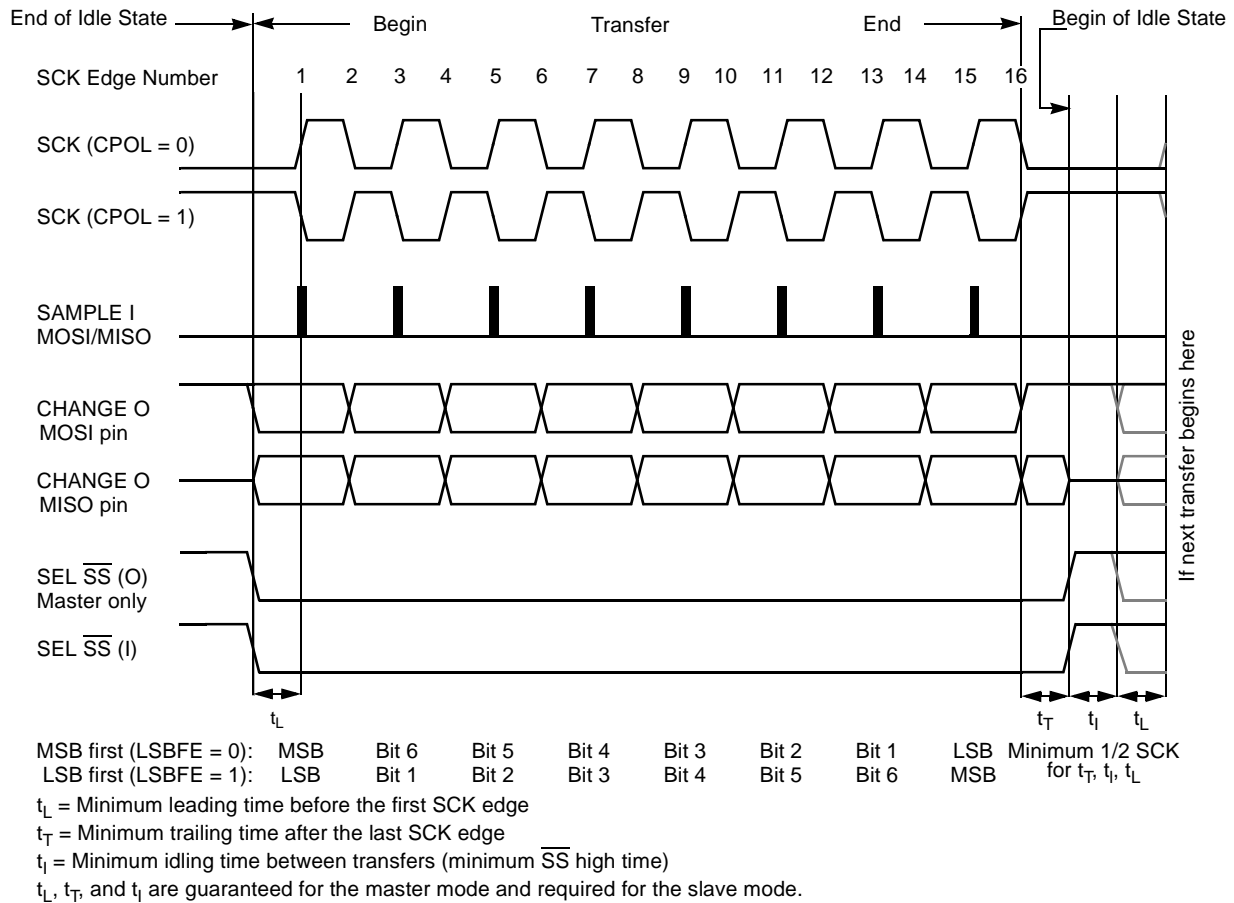 End of Idle State
Begin
Transfer
End
Begin of Idle State
SCK Edge Number
1 2 3 4 5 6 7 8 9 10 11 12 13 14 15 16
SCK (CPOL = 0)
SCK (CPOL = 1)
SAMPLE I
MOSI/MISO
CHANGE O
MOSI pin
CHANGE O
MISO pin
SEL SS (O)
Master only
SEL SS (I)
If next transfer begins here
tL
tT tI tL
MSB first (LSBFE = 0): MSB Bit 6 Bit 5 Bit 4 Bit 3 Bit 2 Bit 1 LSB Minimum 1/2 SCK
LSB first (LSBFE = 1): LSB Bit 1 Bit 2 Bit 3 Bit 4 Bit 5 Bit 6 MSB for tT, tI, tL
tL = Minimum leading time before the first SCK edge
tT = Minimum trailing time after the last SCK edge
tI = Minimum idling time between transfers (minimum SS high time)
tL, tT, and tI are guaranteed for the master mode and required for the slave mode.